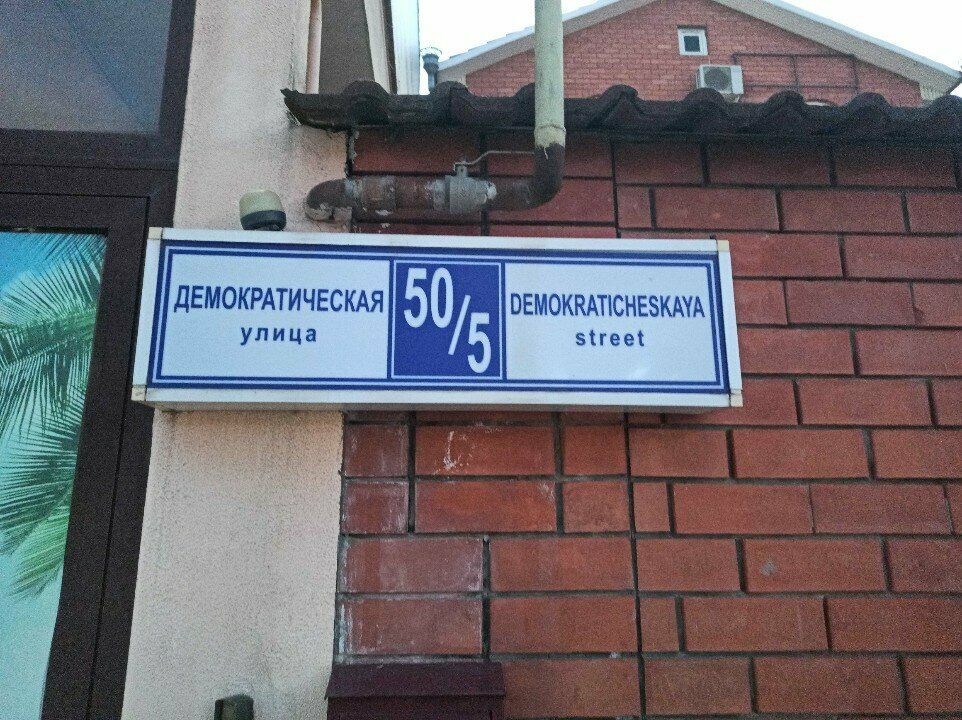 ДЕМОКРАТИЧЕСКАЯ
улица
50/5
DEMOKRATICHESKAYA
street